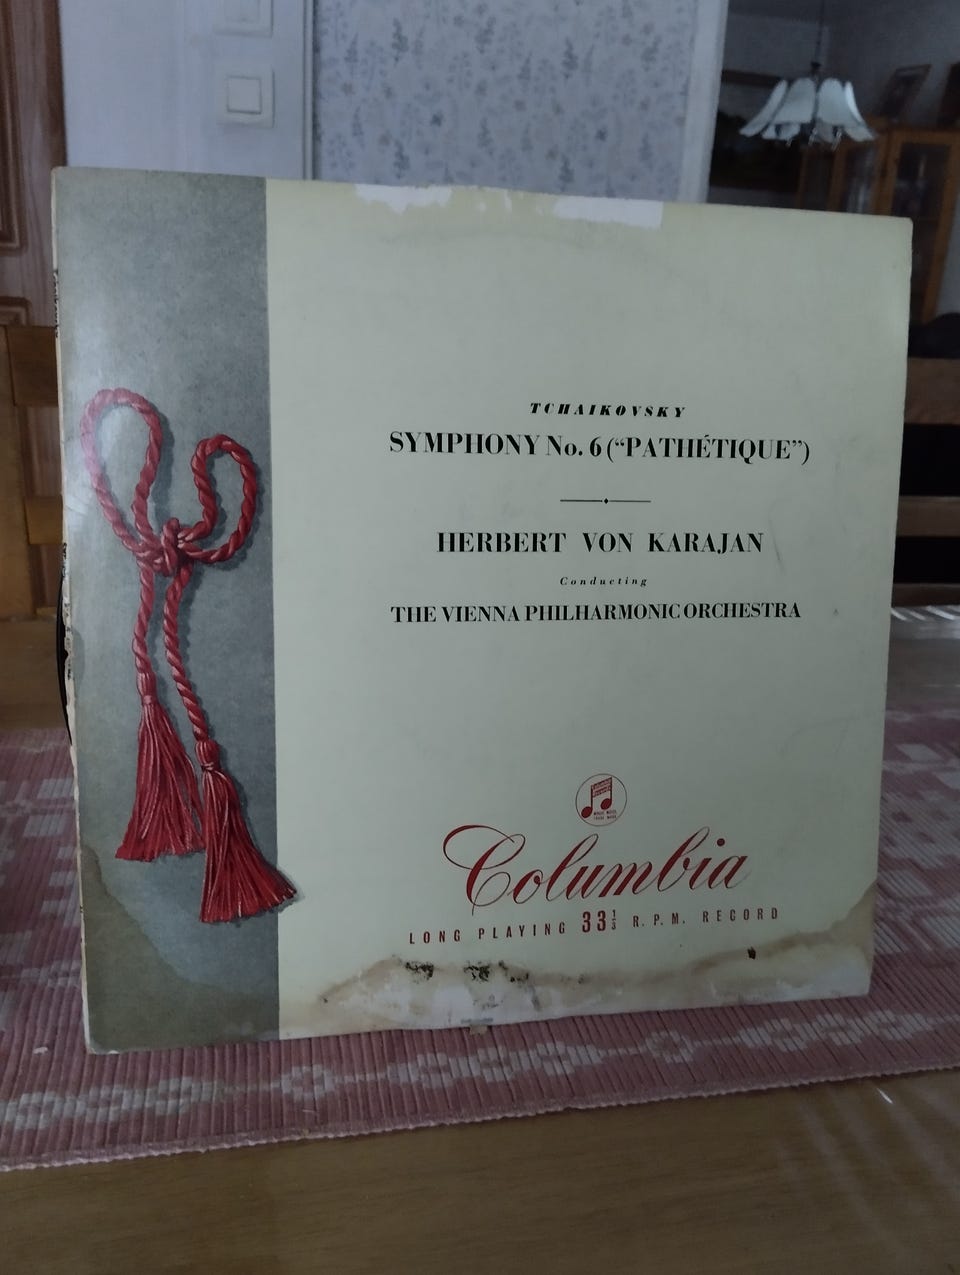 TCHAIKOVSKY
SYMPHONY No. 6 (“PATHÉTIQUE”)
HERBERT VON KARAJAN
Conducting
THE VIENNA PHILHARMONIC ORCHESTRA
Columbia
LONG PLAYING 33⅓ R.P.M. RECORD